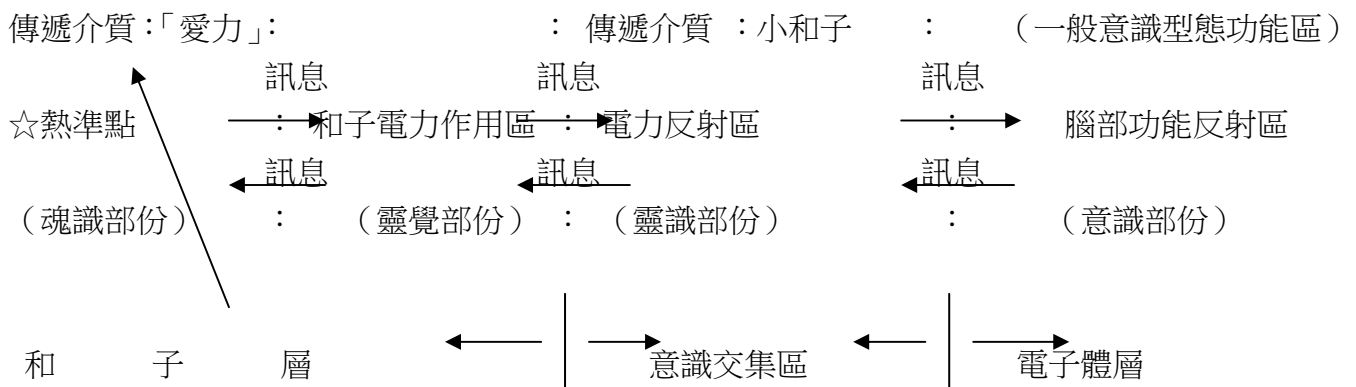 傳遞介質：「愛力」： ： 傳遞介質 ：小和子 ： （一般意識型態功能區）
訊息 訊息 訊息
☆熱準點 ： 和子電力作用區 ： 電力反射區 ： 腦部功能反射區
訊息 訊息 訊息
（魂識部份） ： （靈覺部份） ： （靈識部份） ： （意識部份）
和 子 層 意識交集區 電子體層